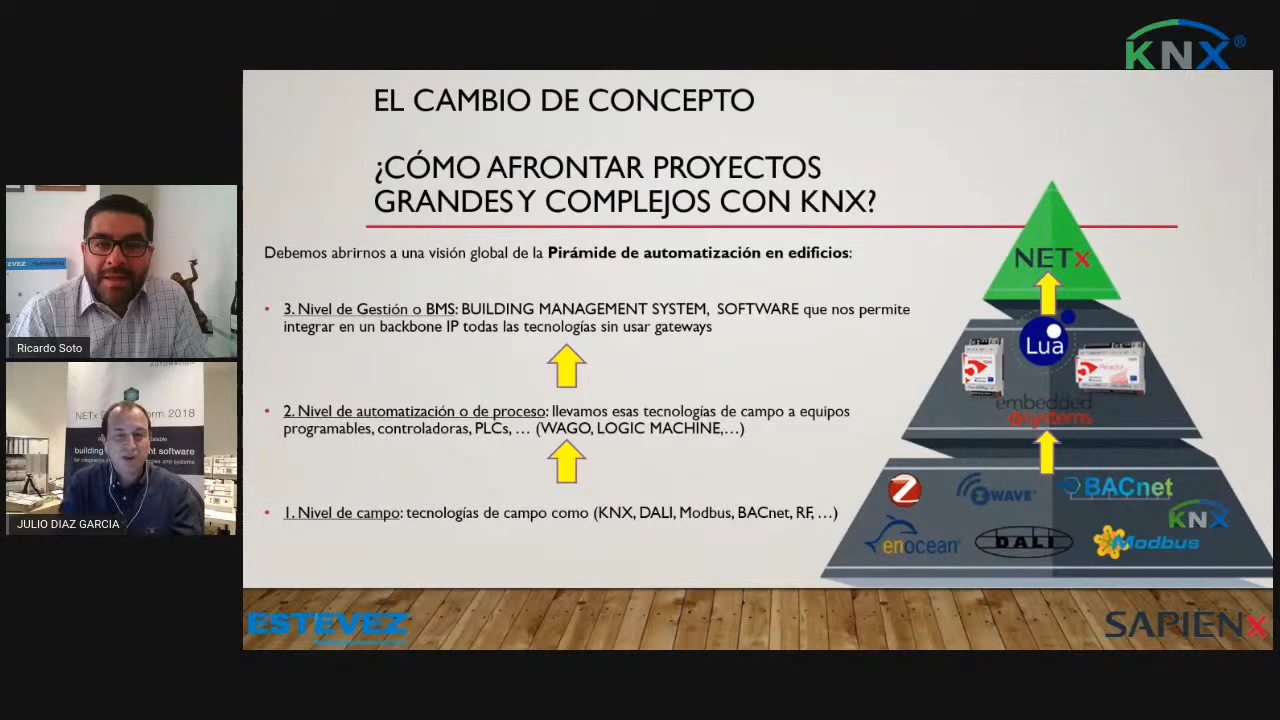 KNX®
EL CAMBIO DE CONCEPTO
¿CÓMO AFRONTAR PROYECTOS
GRANDES Y COMPLEJOS CON KNX?
Debemos abrirnos a una visión global de la Pirámide de automatización en edificios:
• 3. Nivel de Gestión o BMS: BUILDING MANAGEMENT SYSTEM, SOFTWARE que nos permite
integrar en un backbone IP todas las tecnologías sin usar gateways
• 2. Nivel de automatización o de proceso: llevamos esas tecnologías de campo a equipos
programables, controladoras, PLCs, … (WAGO, LOGIC MACHINE,…)
• 1. Nivel de campo: tecnologías de campo como (KNX, DALI, Modbus, BACnet, RF, …)
NETx
Lua
Reactor
embedded
systems
Z WAVE
BACnet
KNX
enocean
DALI
Modbus
Ricardo Soto
AUTOMATION
NETx
form 2018
building
nt software
JULIO DIAZ GARCIA
ESTEVEZ
SAPIENX